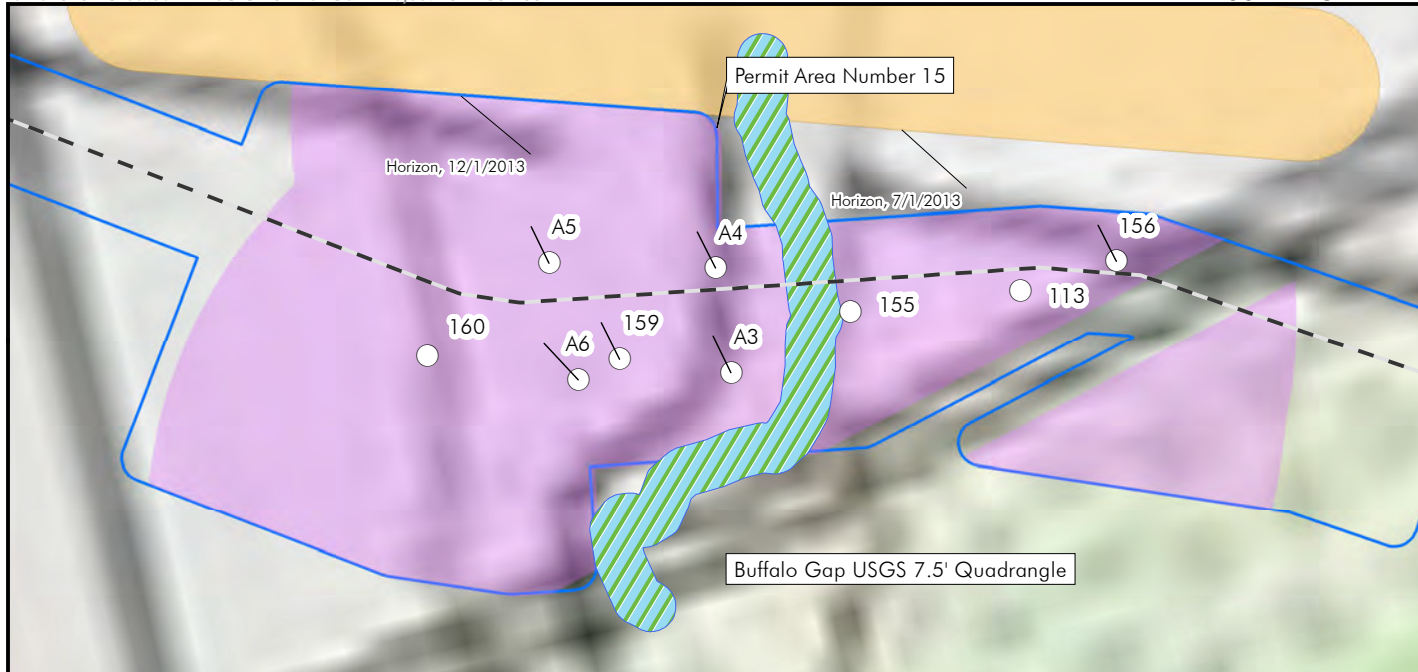 Permit Area Number 15
Horizon, 12/1/2013
Horizon, 7/1/2013
A5
A4
156
113
155
160
159
A6
A3
Buffalo Gap USGS 7.5' Quadrangle